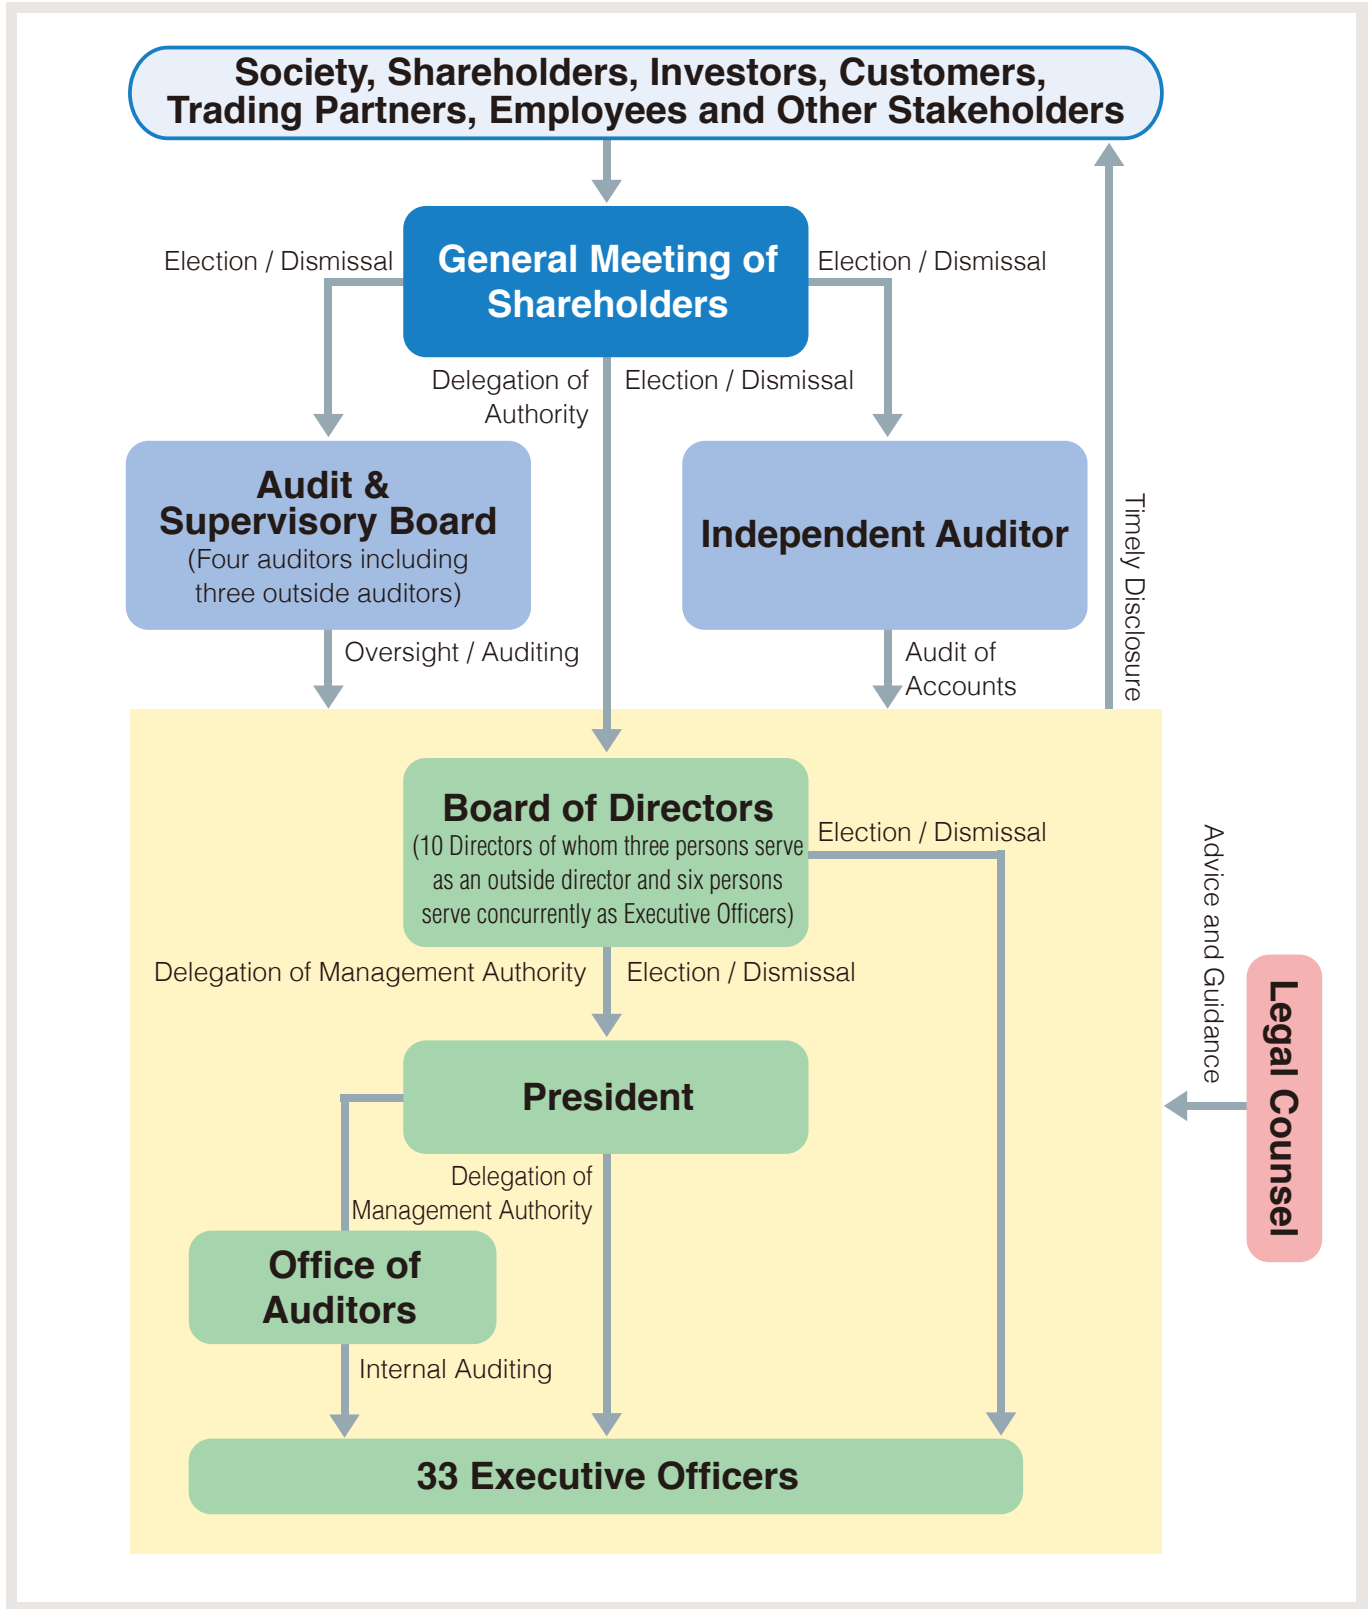 Society, Shareholders, Investors, Customers,
Trading Partners, Employees and Other Stakeholders
General Meeting of
Shareholders
Election / Dismissal
Election / Dismissal
Delegation of
Authority
Election / Dismissal
Audit &
Supervisory Board
(Four auditors including
three outside auditors)
Independent Auditor
Timely Disclosure
Oversight / Auditing
Audit of
Accounts
Board of Directors
(10 Directors of whom three persons serve
as an outside director and six persons
serve concurrently as Executive Officers)
Election / Dismissal
Advice and Guidance
Legal Counsel
Delegation of Management Authority
Election / Dismissal
President
Delegation of
Management Authority
Office of
Auditors
Internal Auditing
33 Executive Officers